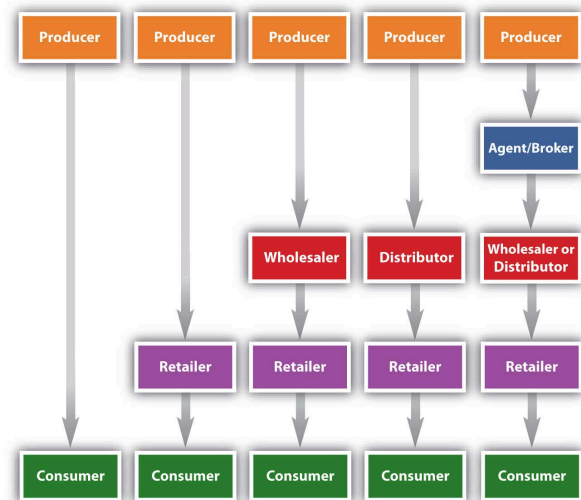 Producer
Producer
Producer
Producer
Producer
Agent/Broker
Wholesaler
Distributor
Wholesaler or
Distributor
Retailer
Retailer
Retailer
Retailer
Consumer
Consumer
Consumer
Consumer
Consumer